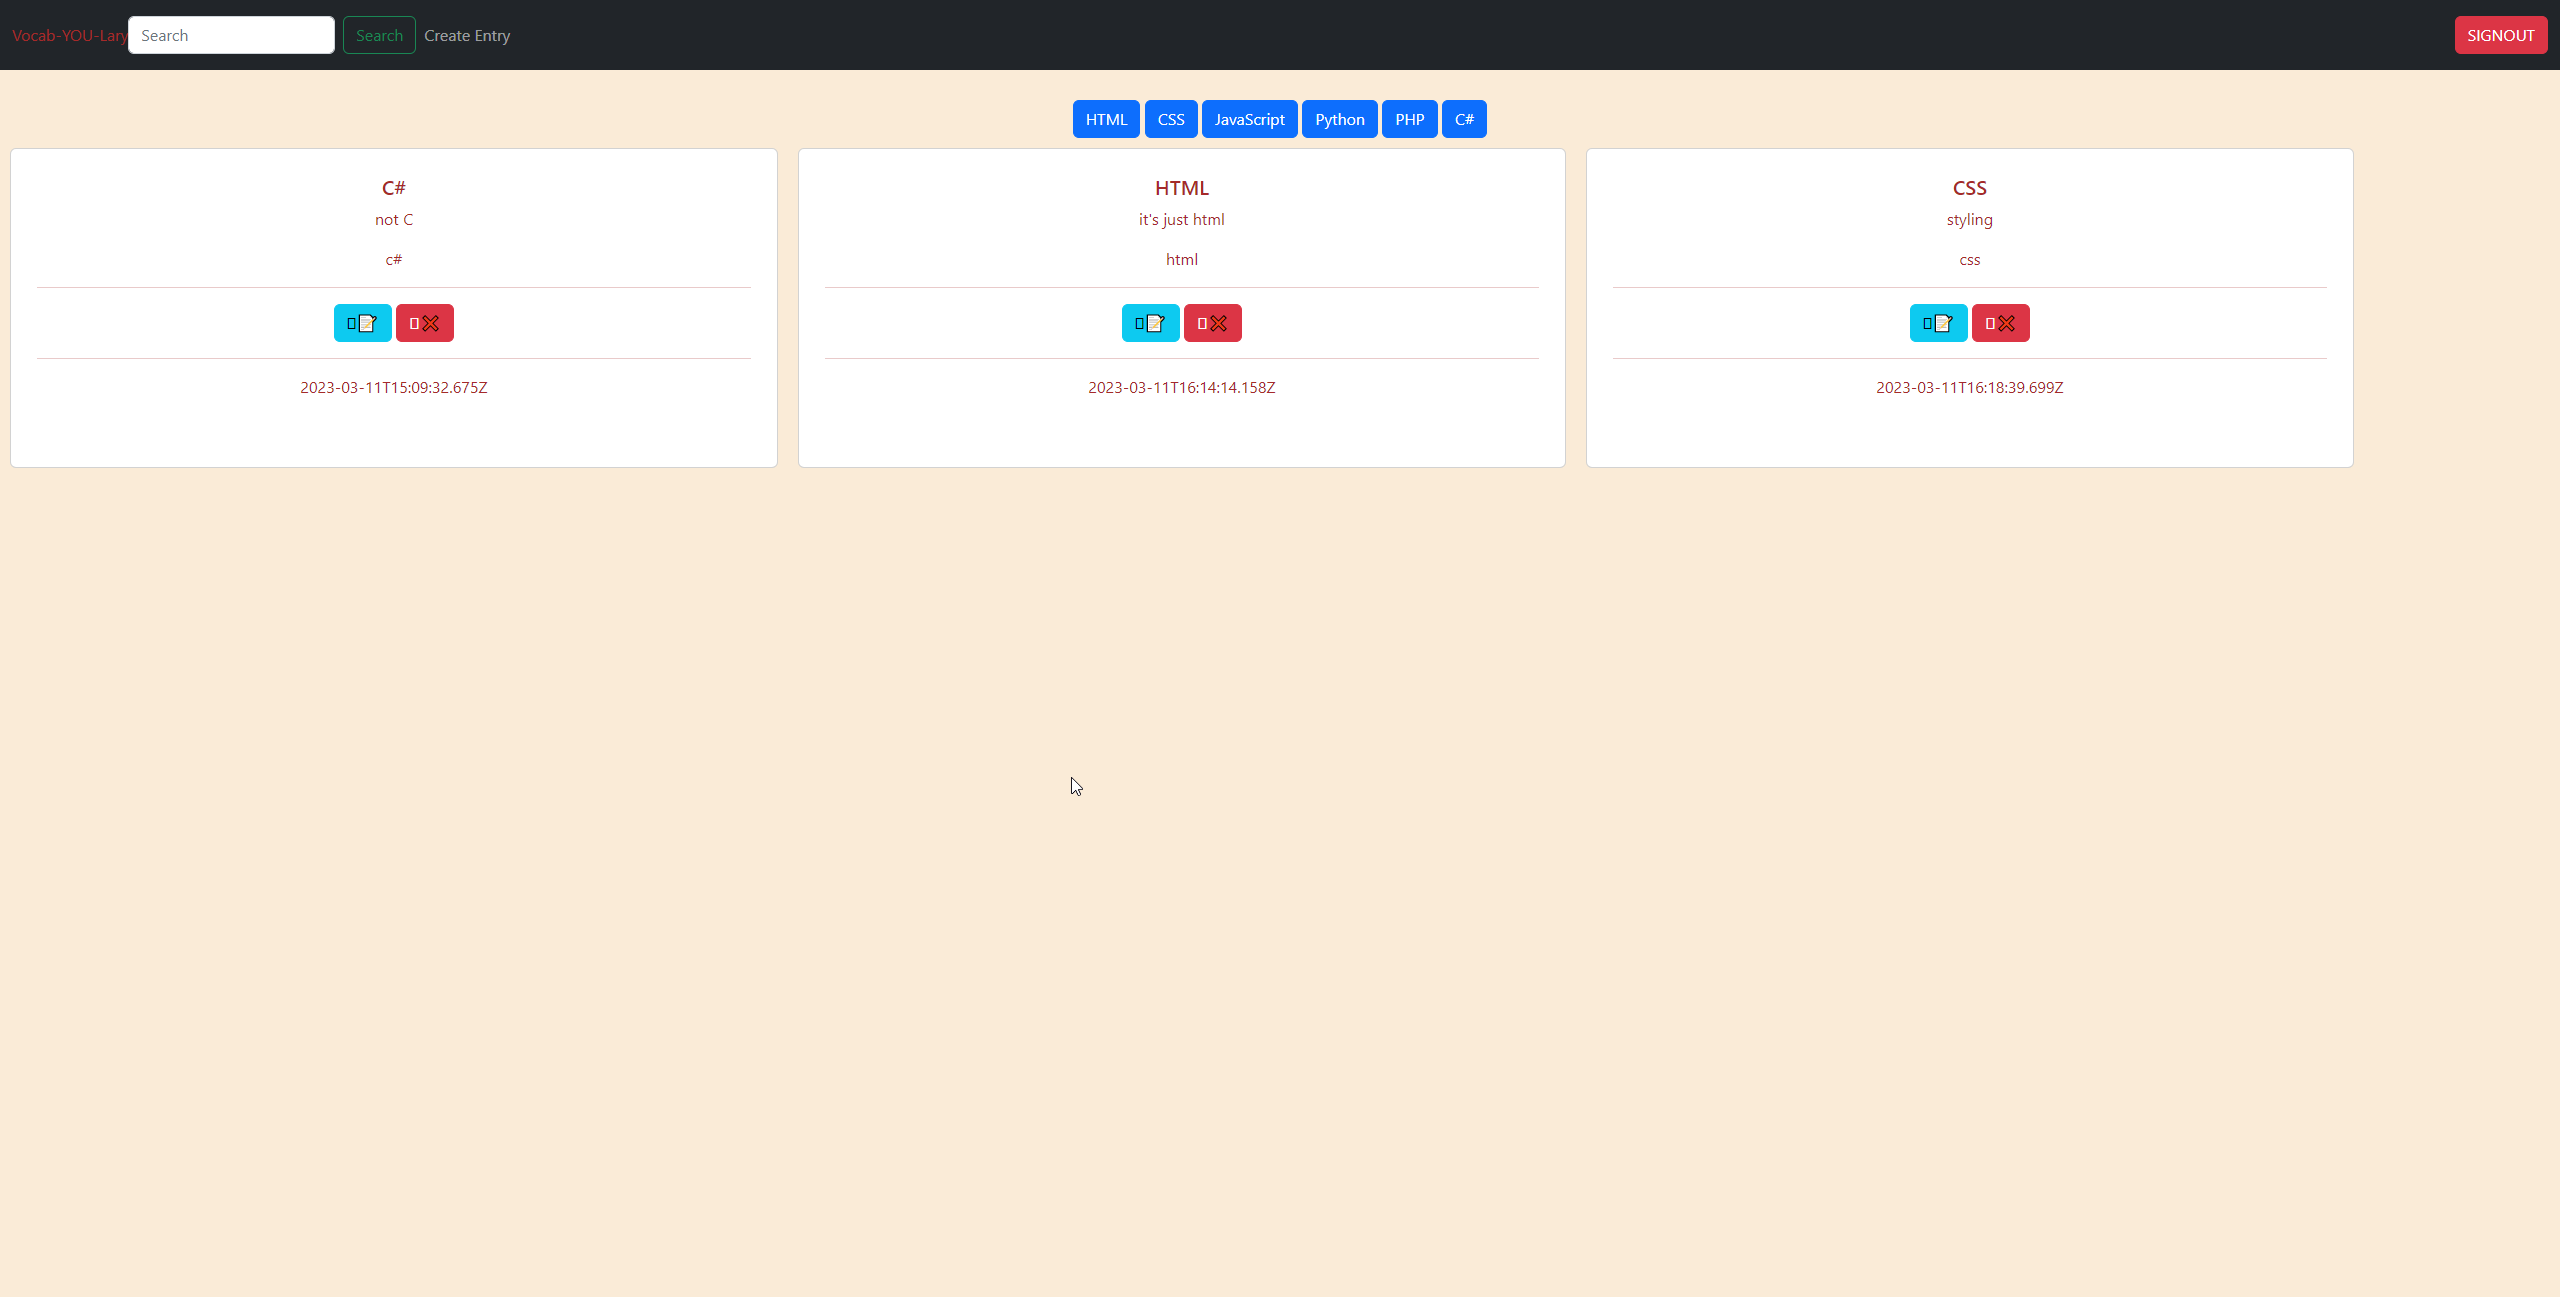 Vocab-YOU-Lary Search Search Create Entry SIGNOUT
HTML CSS JavaScript Python PHP C#
C#
not C
c#
2023-03-11T15:09:32.675Z
HTML
it's just html
html
2023-03-11T16:14:14.158Z
CSS
styling
css
2023-03-11T16:18:39.699Z